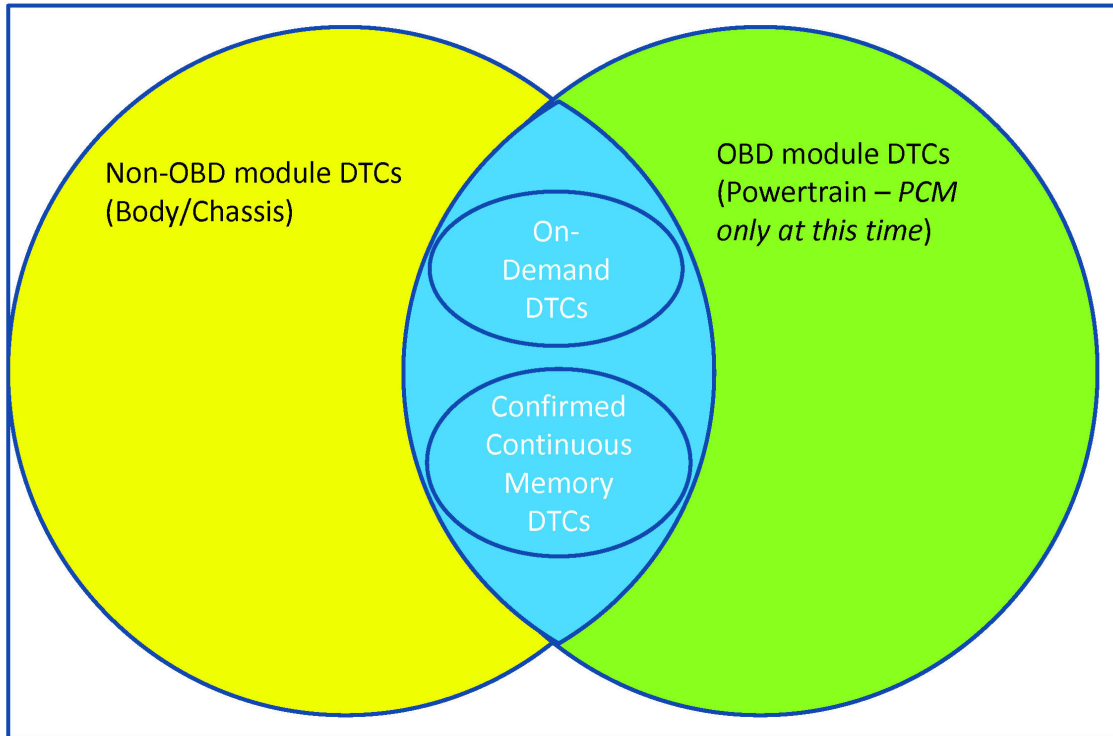 Non-OBD module DTCs
(Body/Chassis)
OBD module DTCs
(Powertrain – PCM
only at this time)
On-
Demand
DTCs
Confirmed
Continuous
Memory
DTCs